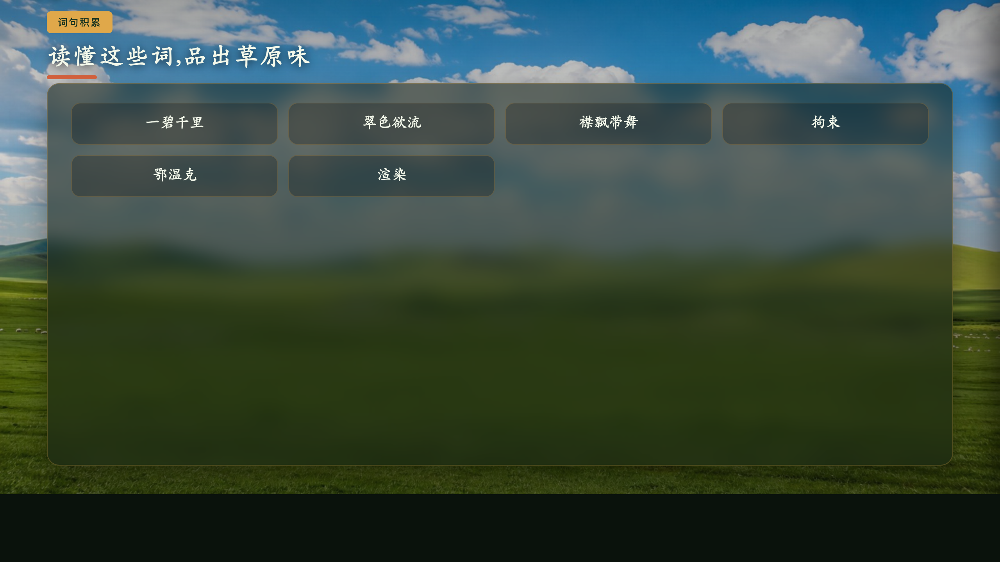 词句积累
读懂这些词,品出草原味
一碧千里
翠色欲流
襟飘带舞
拘束
鄂温克
渲染